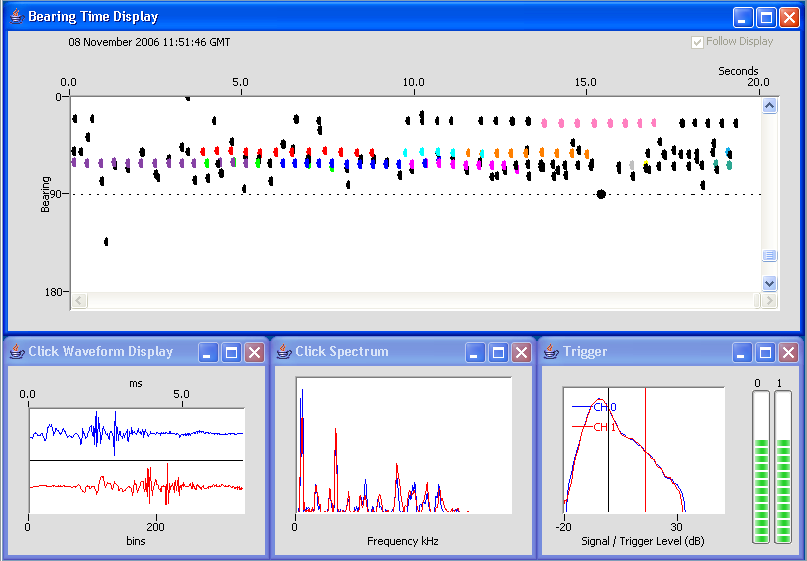 Bearing Time Display
08 November 2006 11:51:46 GMT
Follow Display
Seconds
0.0 5.0 10.0 15.0 20.0
0
90
180
Bearing
Click Waveform Display
ms
0.0 5.0
0 200
bins
Click Spectrum
0
Frequency kHz
Trigger
0 1
CH 0
CH 1
-20 30
Signal / Trigger Level (dB)